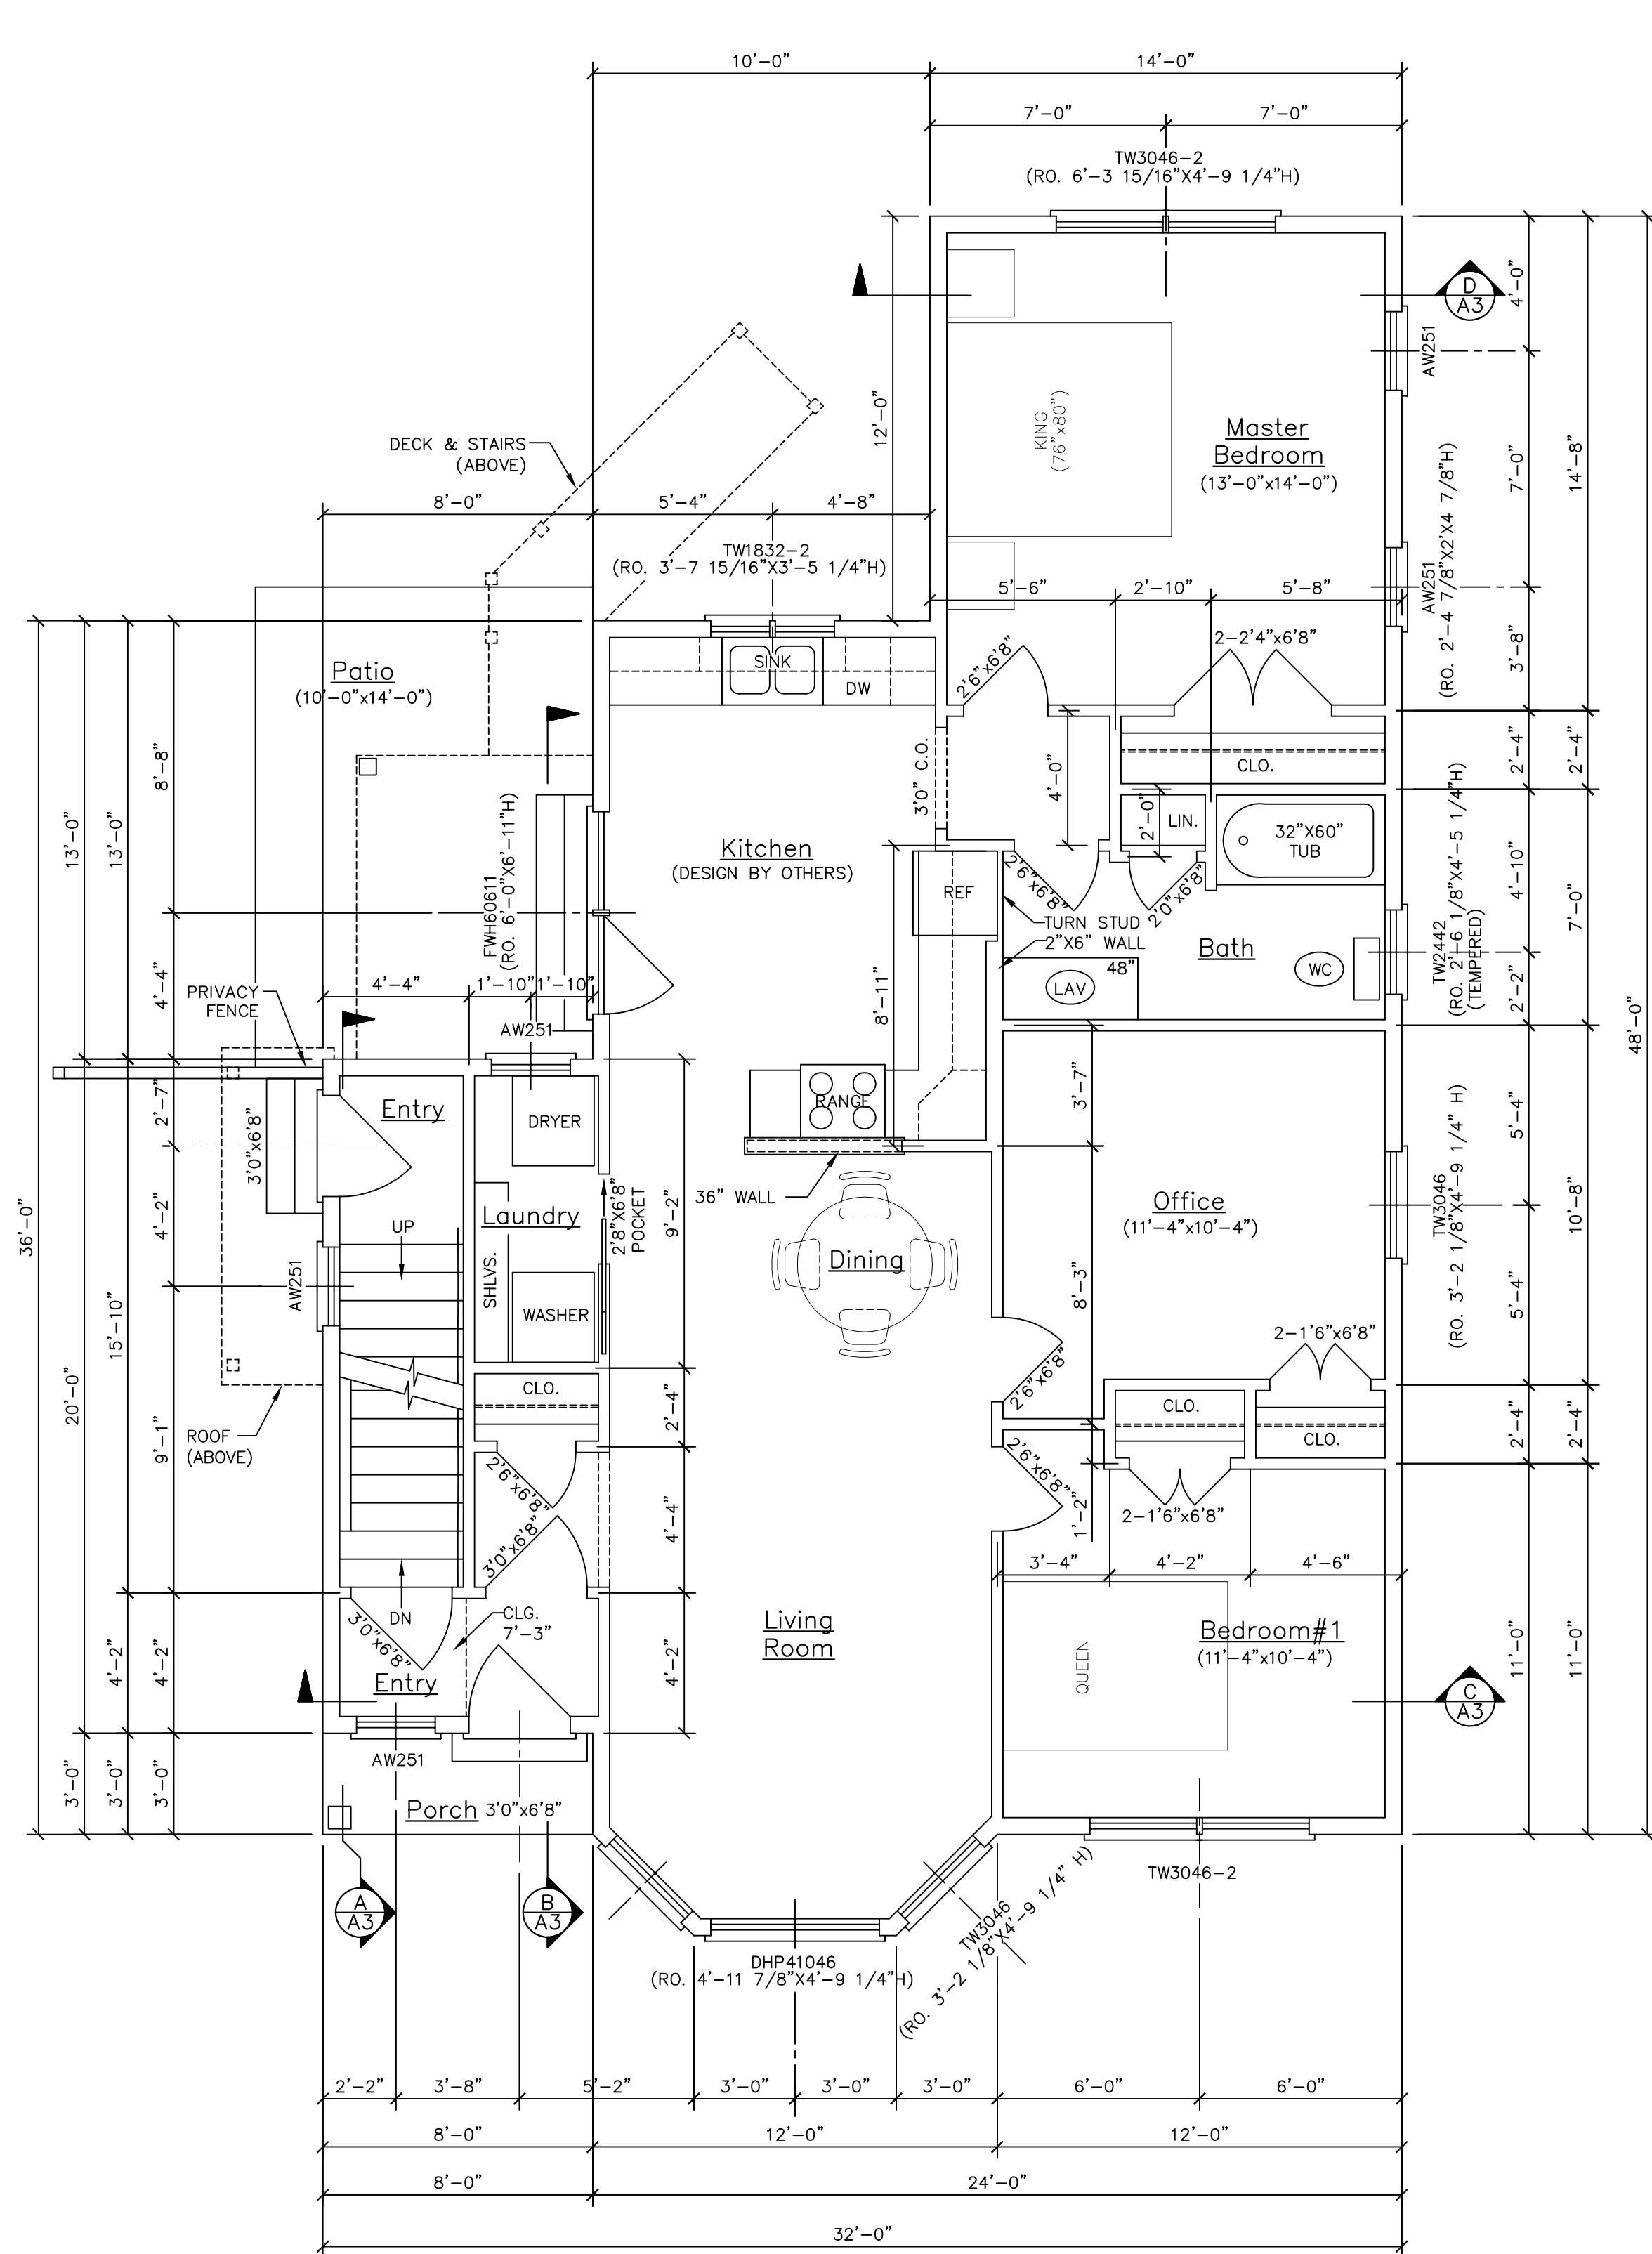 10'-0"
14'-0"
7'-0"
7'-0"
TW3046-2
(RO. 6'-3 15/16"X4'-9 1/4"H)
D
A3
4'-0"
AW251
12'-0"
KING
(76"x80")
Master
Bedroom
(13'-0"x14'-0")
DECK & STAIRS
(ABOVE)
7'-0"
14'-8"
8'-0"
5'-4"
4'-8"
TW1832-2
(RO. 3'-7 15/16"X3'-5 1/4"H)
AW251
(RO. 2'-4 7/8"X2'X4 7/8"H)
5'-6"
2'-10"
5'-8"
2'6"x6'8"
2-2'4"x6'8"
3'-8"
SINK
DW
Patio
(10'-0"x14'-0")
8'-8"
13'-0"
13'-0"
3'0" C.O.
4'-0"
CLO.
2'-4"
2'-4"
2'-0"
LIN.
32"X60"
TUB
Kitchen
(DESIGN BY OTHERS)
FWH60611
(RO. 6'-0"X6'-11"H)
REF
2'6"x6'8"
2'0"x6'8"
TURN STUD
2"X6" WALL
48"
LAV
Bath
WC
TW2442
(RO. 2'-6 1/8"X4'-5 1/4"H)
(TEMPERED)
4'-10"
7'-0"
2'-2"
48'-0"
PRIVACY
FENCE
4'-4"
4'-4"
1'-10"
1'-10"
AW251
8'-11"
Entry
DRYER
RANGE
3'-7"
2'-7"
3'0"x6'8"
36" WALL
2'8"X6'8"
POCKET
9'-2"
Laundry
SHLVS.
WASHER
UP
4'-2"
AW251
36'-0"
15'-10"
20'-0"
Dining
Office
(11'-4"x10'-4")
TW3046
(RO. 3'-2 1/8"X4'-9 1/4" H)
5'-4"
10'-8"
5'-4"
8'-3"
2-1'6"x6'8"
2'6"x6'8"
ROOF
(ABOVE)
9'-1"
CLO.
2'-4"
CLO.
CLO.
2'-4"
2'-4"
2'6"x6'8"
2'6"x6'8"
2-1'6"x6'8"
1'-2"
3'0"x6'8"
4'-4"
3'-4"
4'-2"
4'-6"
DN
CLG.
7'-3"
3'0"x6'8"
Entry
4'-2"
4'-2"
4'-2"
Living
Room
QUEEN
Bedroom#1
(11'-4"x10'-4")
11'-0"
11'-0"
C
A3
AW251
3'-0"
3'-0"
3'-0"
Porch
3'0"x6'8"
A
A3
B
A3
TW3046-2
TW3046
(RO. 3'-2 1/8"X4'-9 1/4" H)
DHP41046
(RO. 4'-11 7/8"X4'-9 1/4"H)
2'-2"
3'-8"
5'-2"
3'-0"
3'-0"
3'-0"
6'-0"
6'-0"
8'-0"
12'-0"
12'-0"
8'-0"
24'-0"
32'-0"